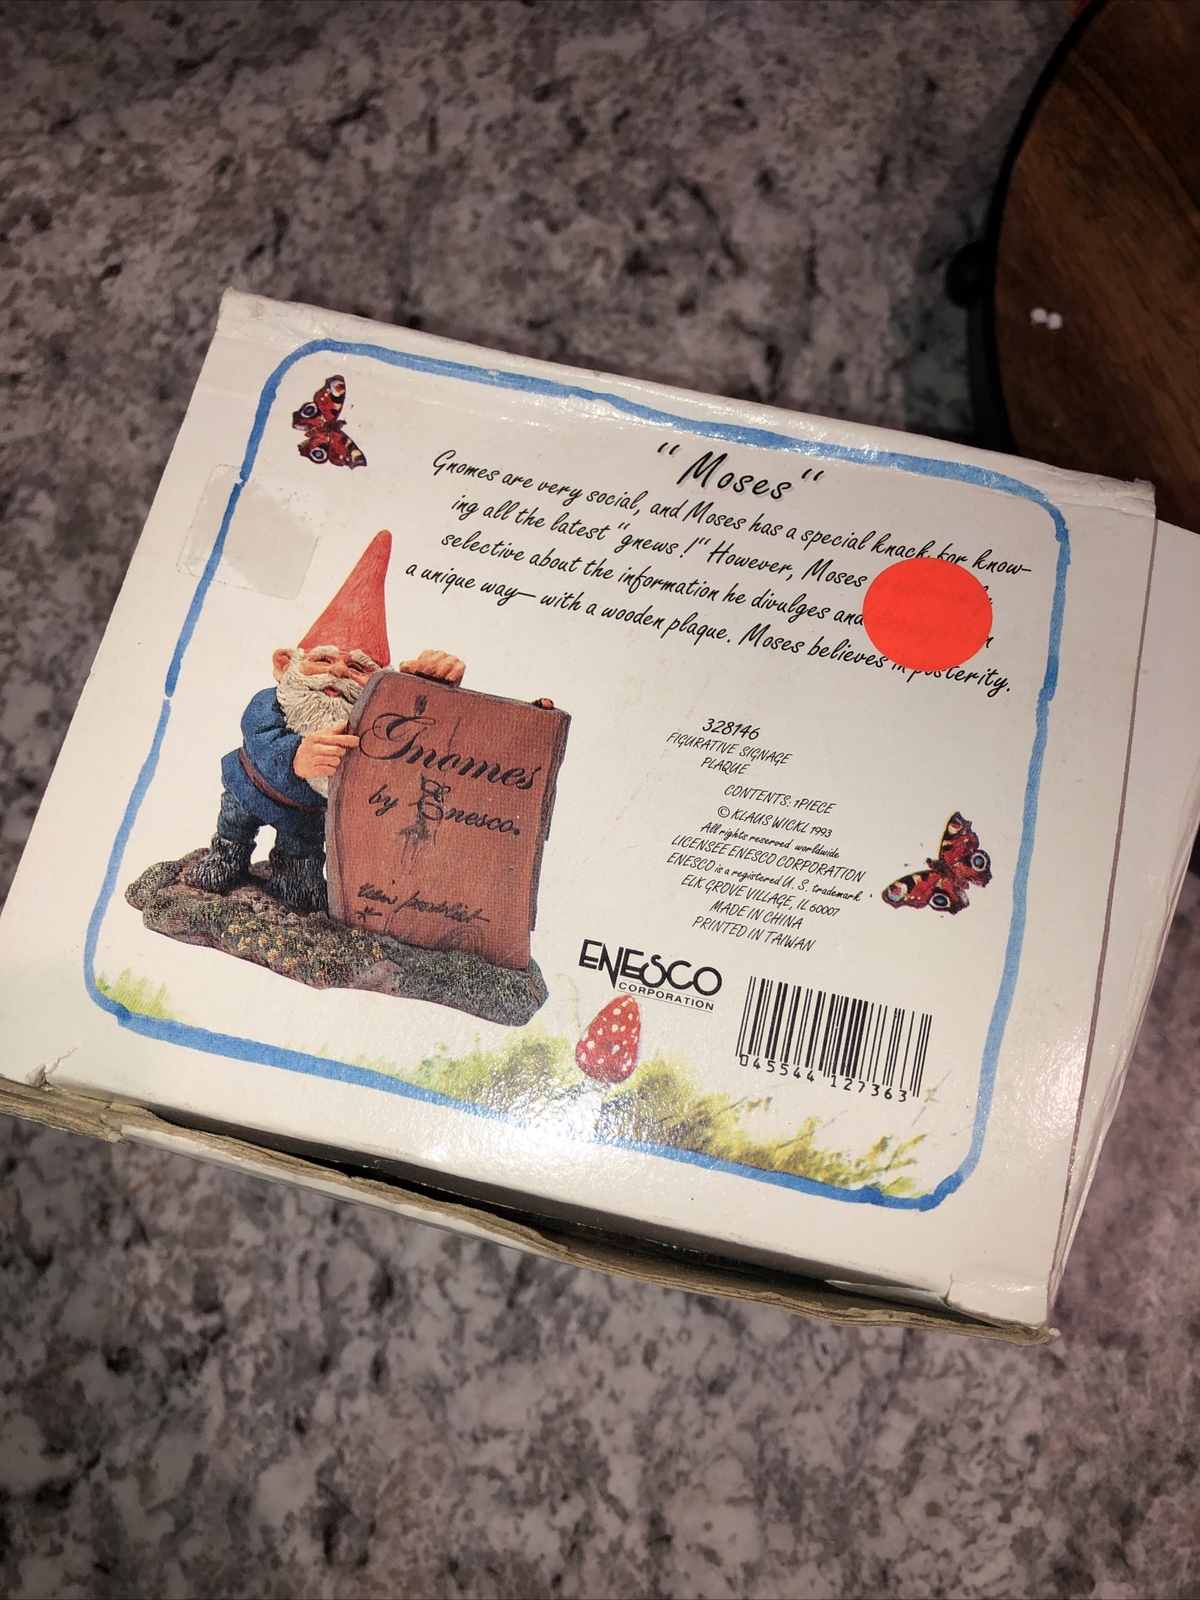 “Moses“
Gnomes are very social, and Moses has a special knack for know-
ing all the latest “gnews!“ However, Moses
selective about the information he divulges and
a unique way—with a wooden plaque. Moses believes in posterity.
Gnomes
by Enesco.
328146
FIGURATIVE SIGNAGE
PLAQUE
CONTENTS: 1PIECE
© KLAUS WICKL 1993
All rights reserved worldwide
LICENSEE ENESCO CORPORATION
ENESCO is a registered U. S. trademark
ELK GROVE VILLAGE, IL 60007
MADE IN CHINA
PRINTED IN TAIWAN
ENESCO
CORPORATION
045544 127363